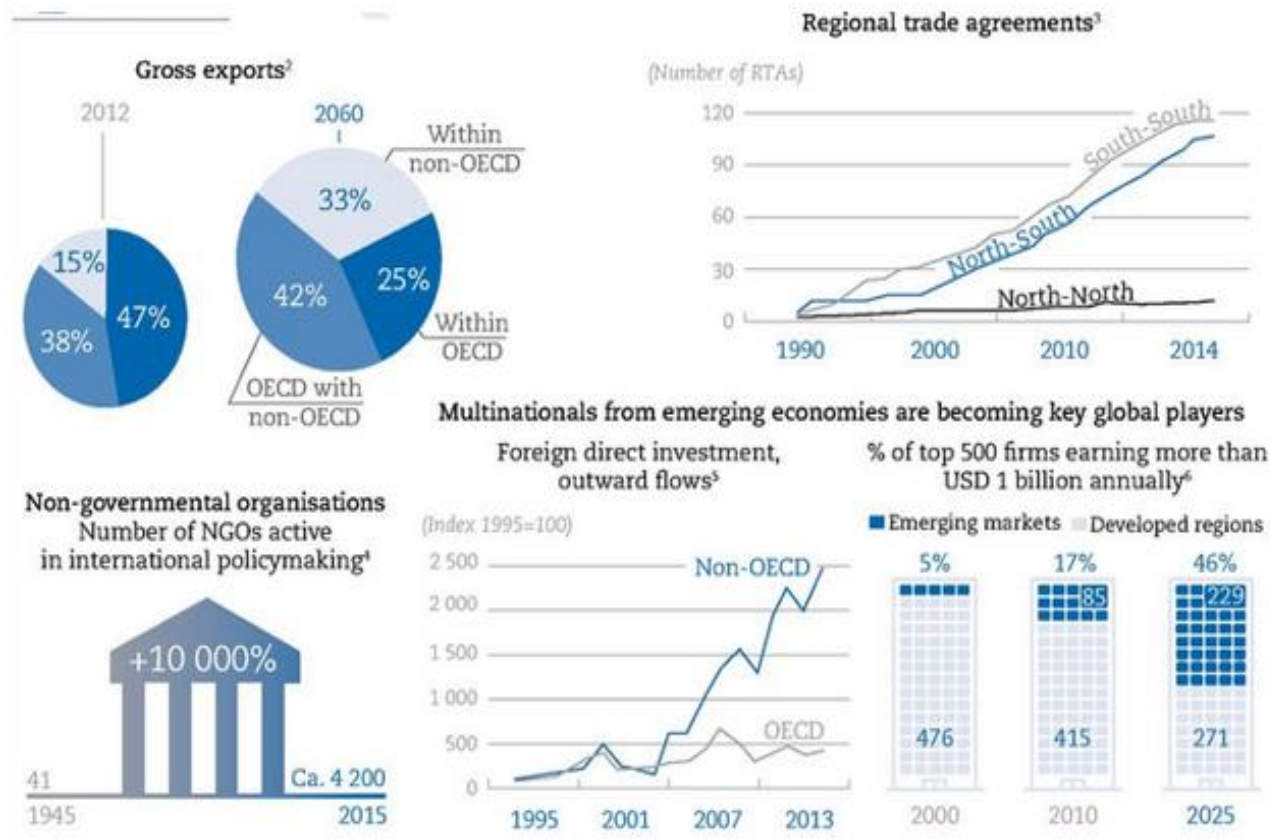 Gross exports²
2012
2060
Within
non-OECD
33%
15%
47%
38%
42%
25%
Within
OECD
OECD with
non-OECD
Regional trade agreements³
(Number of RTAs)
120
90
60
30
0
South-South
North-South
North-North
1990
2000
2010
2014
Non-governmental organisations
Number of NGOs active
in international policymaking⁴
+10 000%
41
Ca. 4 200
1945
2015
Multinationals from emerging economies are becoming key global players
Foreign direct investment,
outward flows⁵
(Index 1995=100)
2 500
2 000
1 500
1 000
500
0
Non-OECD
OECD
1995
2001
2007
2013
% of top 500 firms earning more than
USD 1 billion annually⁶
Emerging markets
Developed regions
5%
17%
46%
85
229
476
415
271
2000
2010
2025